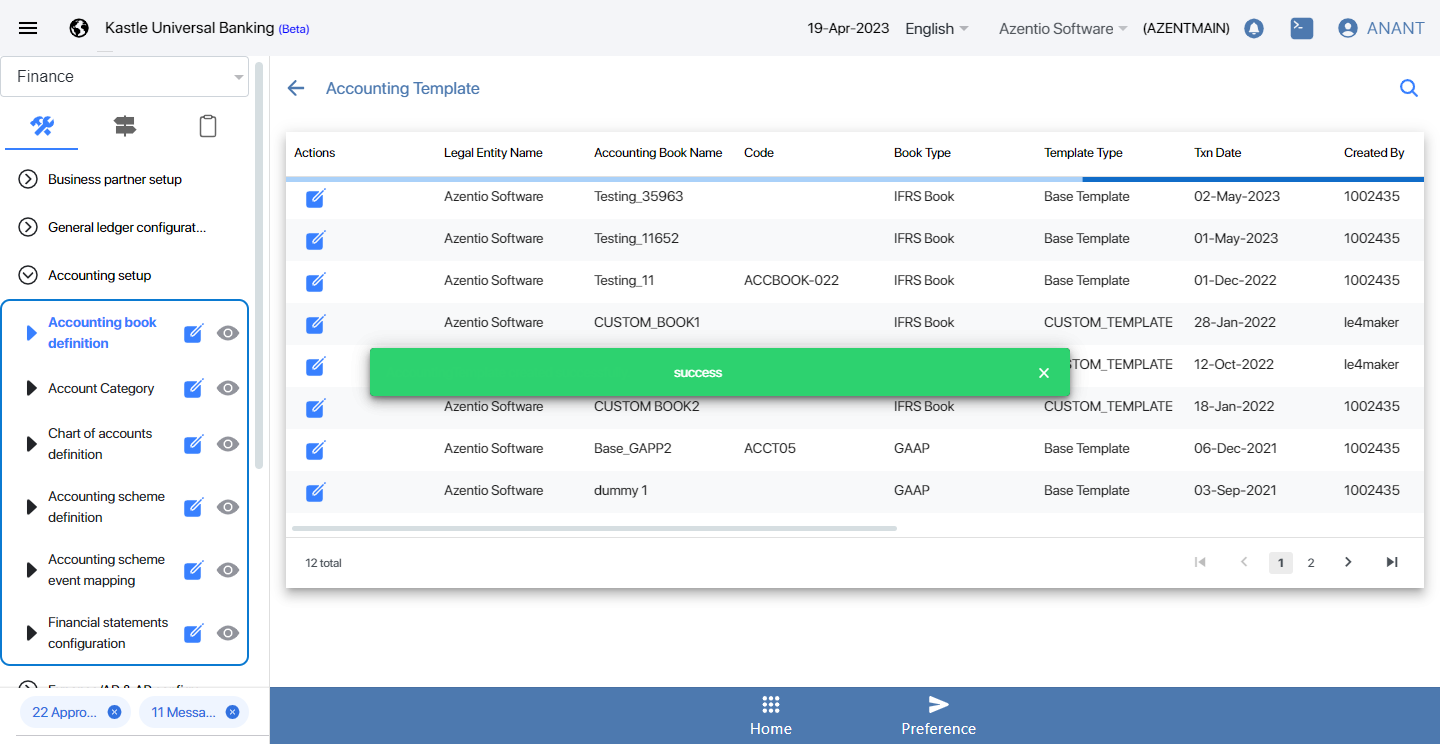 Kastle Universal Banking (Beta)
19-Apr-2023
English
Azentio Software
(AZENTMAIN)
ANANT
Finance
Business partner setup
General ledger configurat...
Accounting setup
Accounting book
definition
Account Category
Chart of accounts
definition
Accounting scheme
definition
Accounting scheme
event mapping
Financial statements
configuration
22 Appro...
11 Messa...
Accounting Template
Actions Legal Entity Name Accounting Book Name Code Book Type Template Type Txn Date Created By
Azentio Software Testing_35963 IFRS Book Base Template 02-May-2023 1002435
Azentio Software Testing_11652 IFRS Book Base Template 01-May-2023 1002435
Azentio Software Testing_11 ACCBOOK-022 IFRS Book Base Template 01-Dec-2022 1002435
Azentio Software CUSTOM_BOOK1 IFRS Book CUSTOM_TEMPLATE 28-Jan-2022 le4maker
TOM_TEMPLATE 12-Oct-2022 le4maker
success
Azentio Software CUSTOM BOOK2 IFRS Book CUSTOM_TEMPLATE 18-Jan-2022 1002435
Azentio Software Base_GAPP2 ACCT05 GAAP Base Template 06-Dec-2021 1002435
Azentio Software dummy 1 GAAP Base Template 03-Sep-2021 1002435
12 total
1 2
Home
Preference